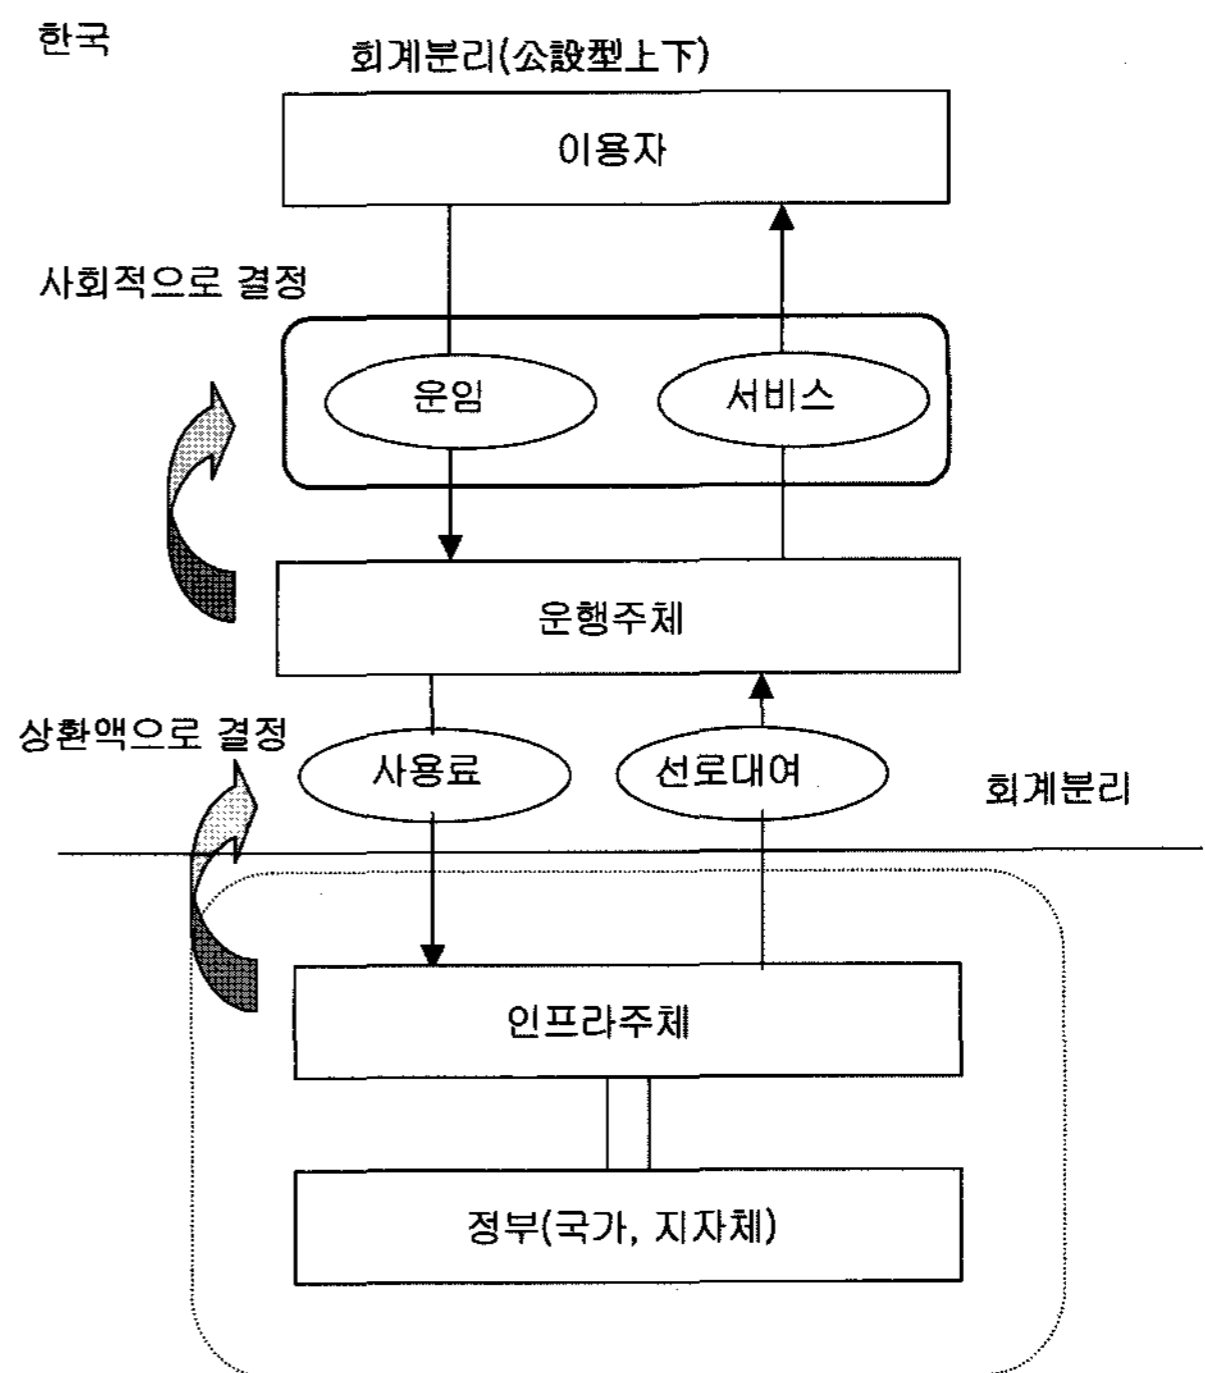 한국
회계분리(公設型上下)
이용자
사회적으로 결정
운임
서비스
운행주체
상환액으로 결정
사용료
선로대여
회계분리
인프라주체
정부(국가, 지자체)